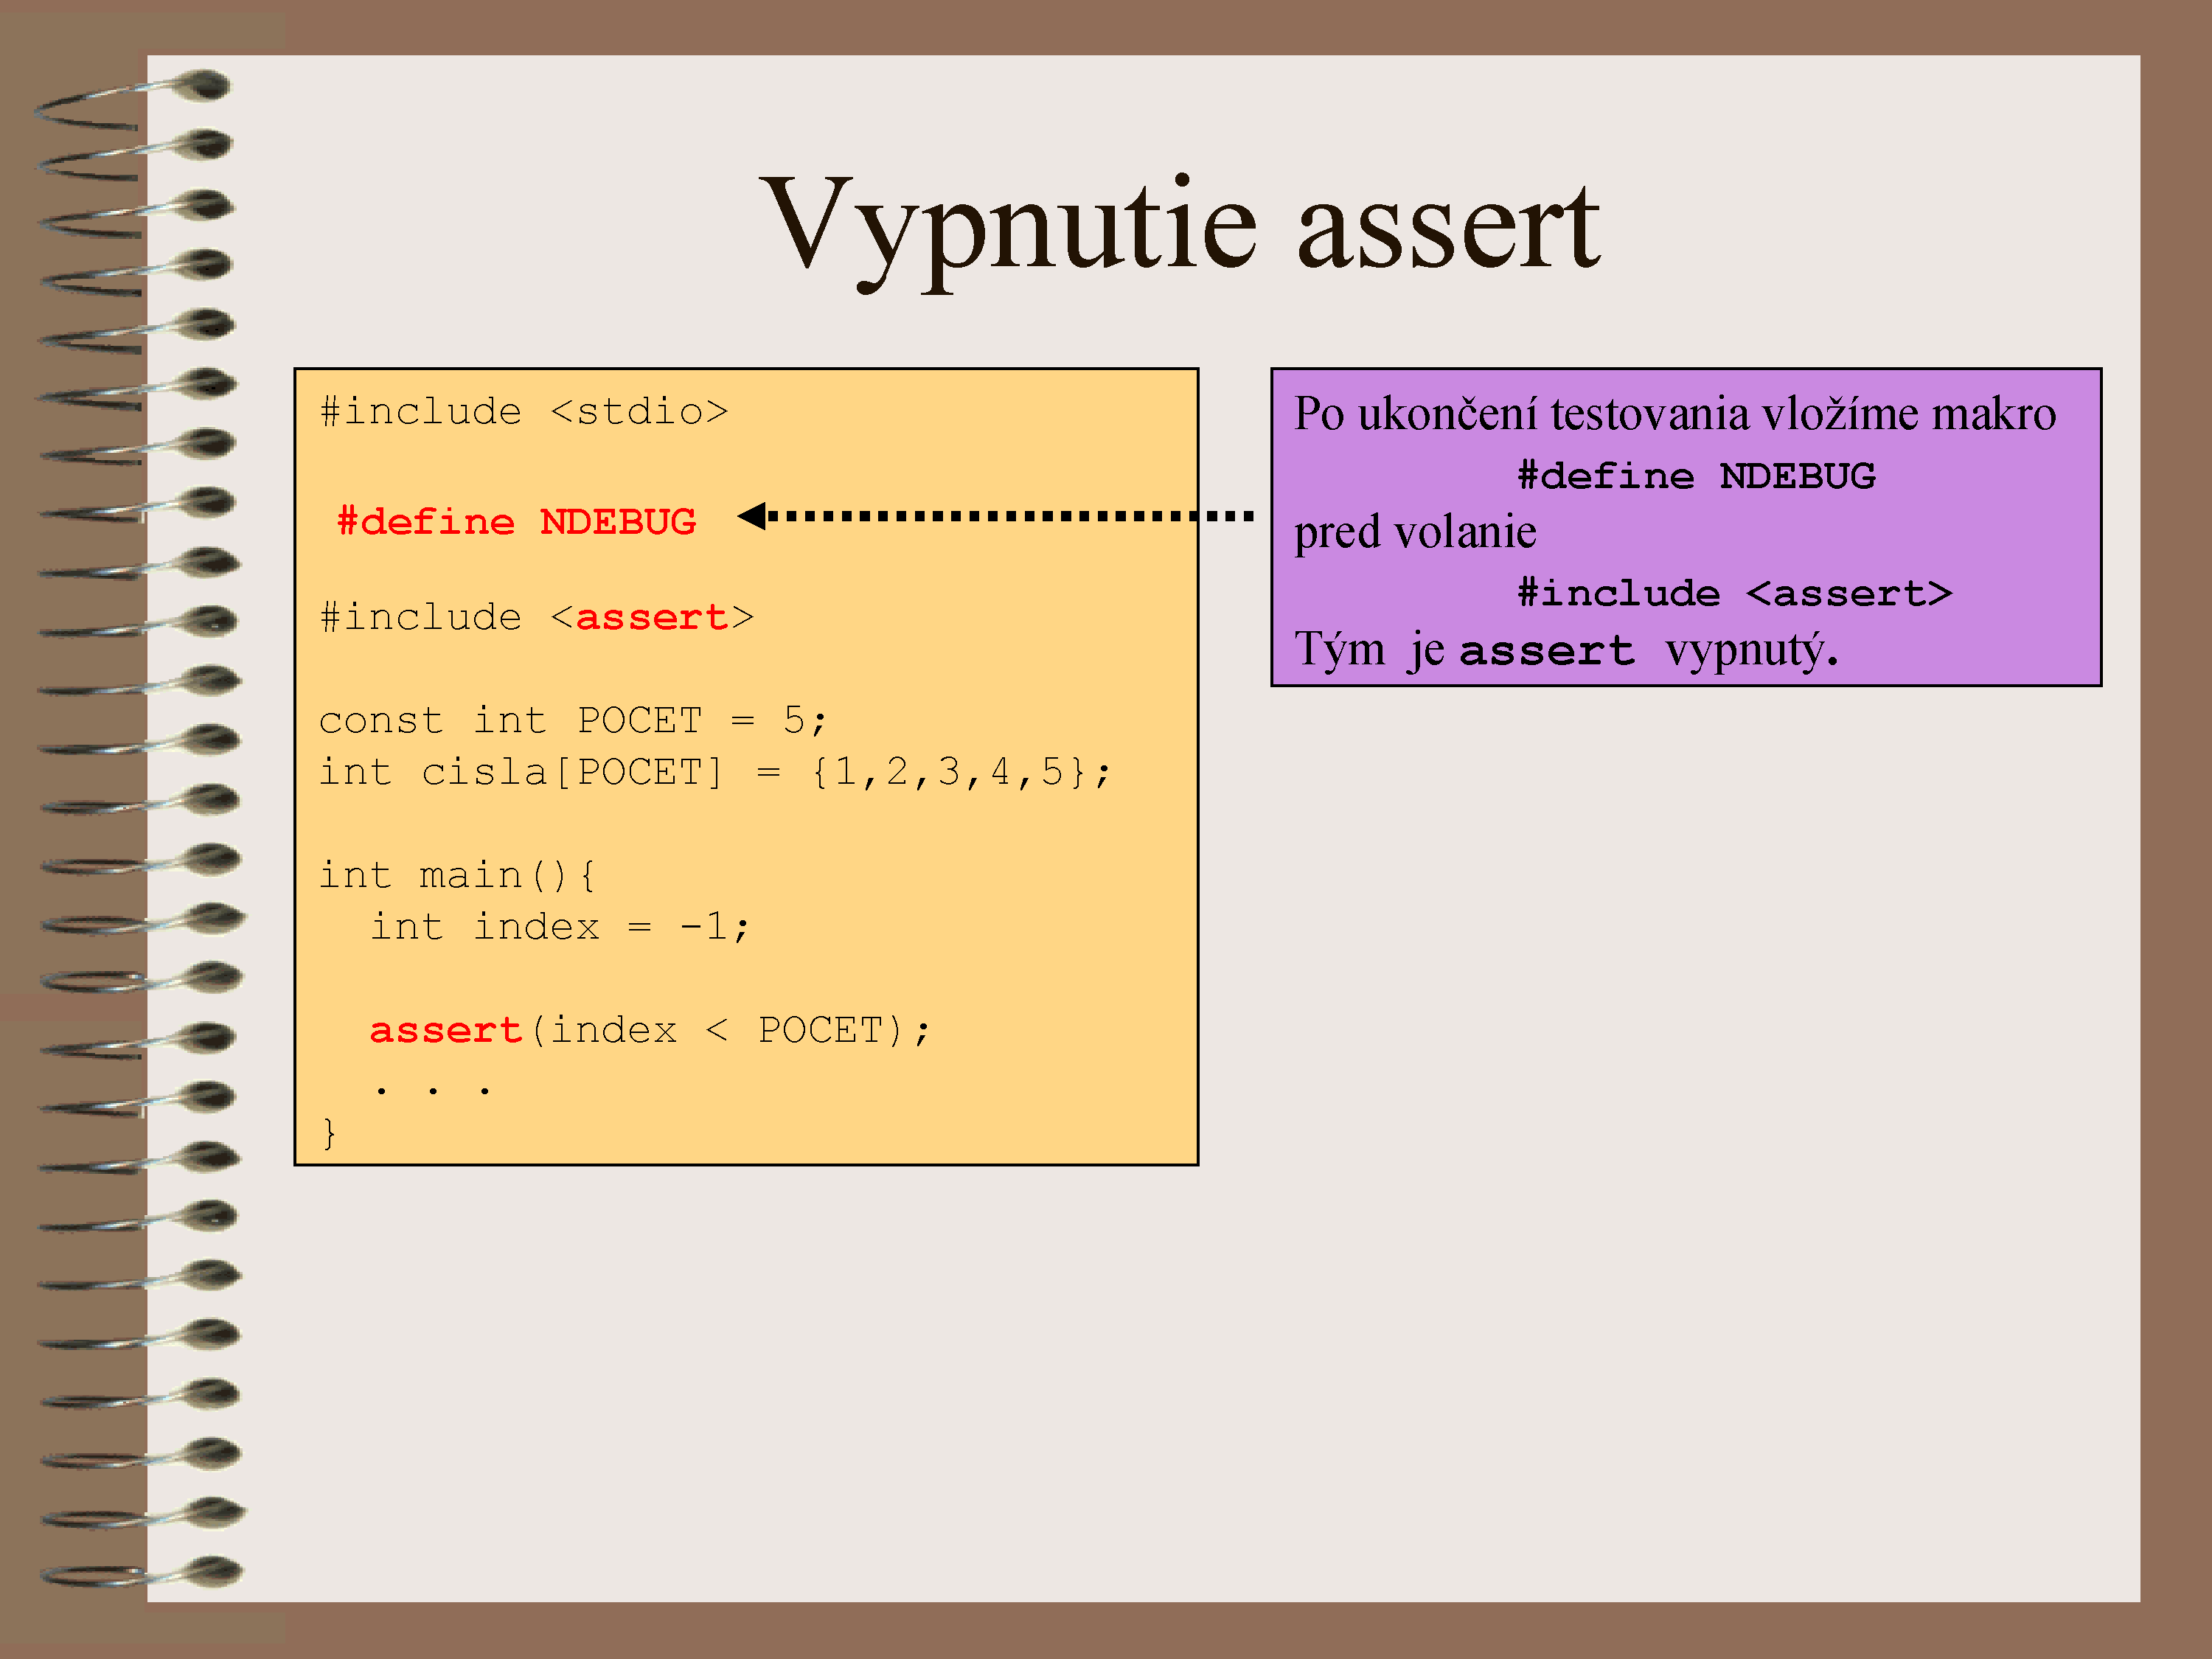 Vypnutie assert
#include <stdio>
#define NDEBUG
#include <assert>
const int POCET = 5;
int cisla[POCET] = {1,2,3,4,5};
int main(){
int index = -1;
assert(index < POCET);
. . .
}
Po ukončení testovania vložíme makro
#define NDEBUG
pred volanie
#include <assert>
Tým je assert vypnutý.